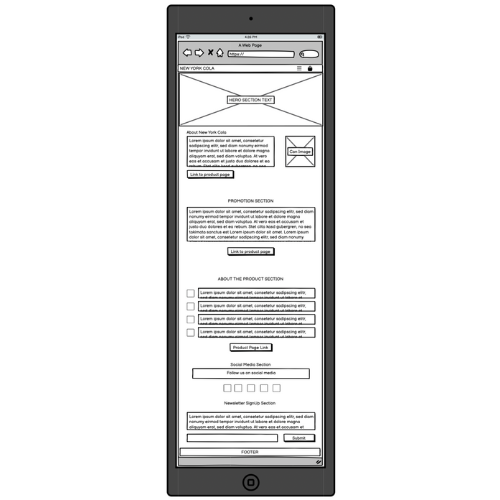 iPad
4:55 PM
A Web Page
https://
NEW YORK COLA
HERO SECTION TEXT
About New York Cola
Lorem ipsum dolor sit amet, consetetur
sadipscing elitr, sed diam nonumy eirmod
tempor invidunt ut labore et dolore magna
aliquyam erat, sed diam voluptua. At vero
eos et accusam et justo duo dolores et ea
Can Image
Link to product page
PROMOTION SECTION
Lorem ipsum dolor sit amet, consetetur sadipscing elitr, sed diam
nonumy eirmod tempor invidunt ut labore et dolore magna
aliquyam erat, sed diam voluptua. At vero eos et accusam et
justo duo dolores et ea rebum. Stet clita kasd gubergren, no sea
takimata sanctus est Lorem ipsum dolor sit amet. Lorem ipsum
dolor sit amet, consetetur sadipscing elitr, sed diam nonumy
Link to product page
ABOUT THE PRODUCT SECTION
Lorem ipsum dolor sit amet, consetetur sadipscing elitr,
sed diam nonumy eirmod tempor invidunt ut labore et
Lorem ipsum dolor sit amet, consetetur sadipscing elitr,
sed diam nonumy eirmod tempor invidunt ut labore et
Lorem ipsum dolor sit amet, consetetur sadipscing elitr,
sed diam nonumy eirmod tempor invidunt ut labore et
Lorem ipsum dolor sit amet, consetetur sadipscing elitr,
sed diam nonumy eirmod tempor invidunt ut labore et
Product Page Link
Social Media Section
Follow us on social media
Newsletter SignUp Section
Lorem ipsum dolor sit amet, consetetur sadipscing elitr, sed diam
nonumy eirmod tempor invidunt ut labore et dolore magna
aliquyam erat, sed diam voluptua. At vero eos et accusam et
Submit
FOOTER